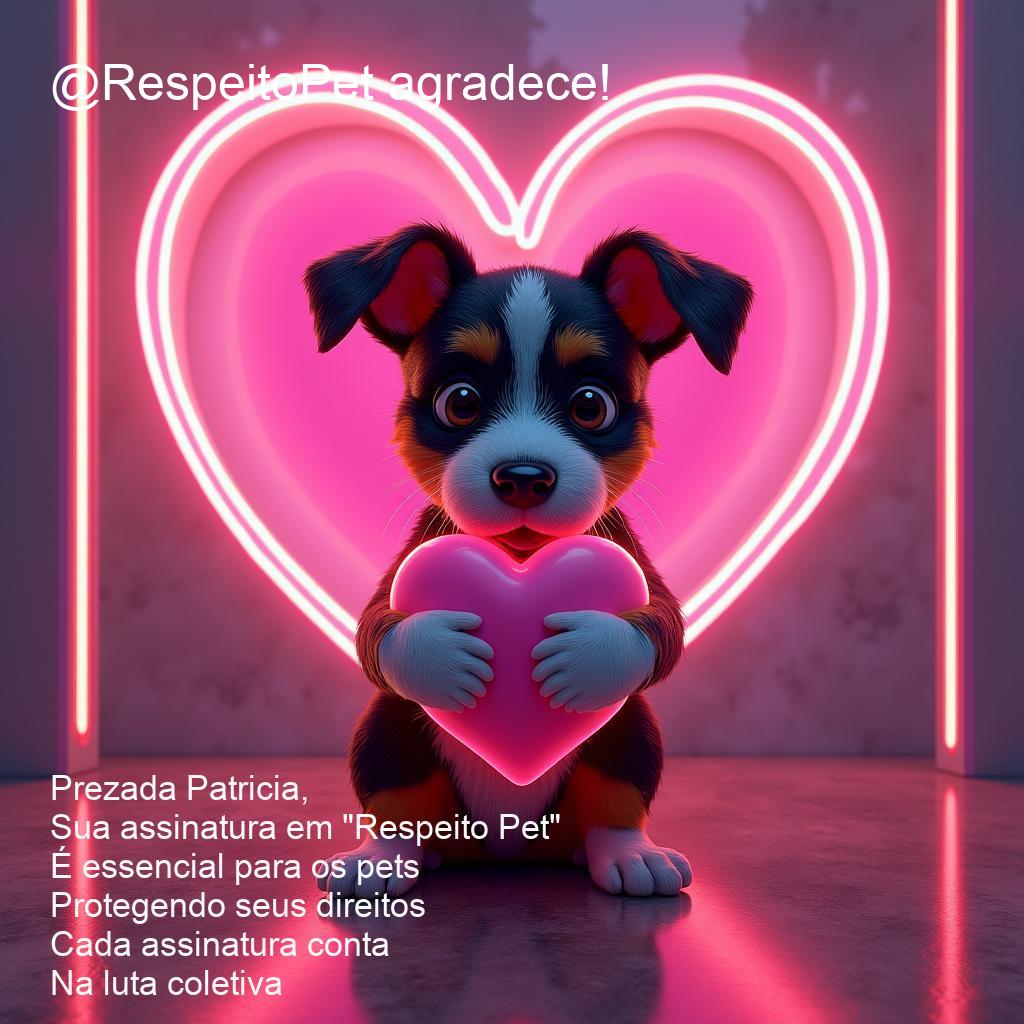 @RespeitoPet agradece!
Prezada Patricia,
Sua assinatura em "Respeito Pet"
É essencial para os pets
Protegendo seus direitos
Cada assinatura conta
Na luta coletiva